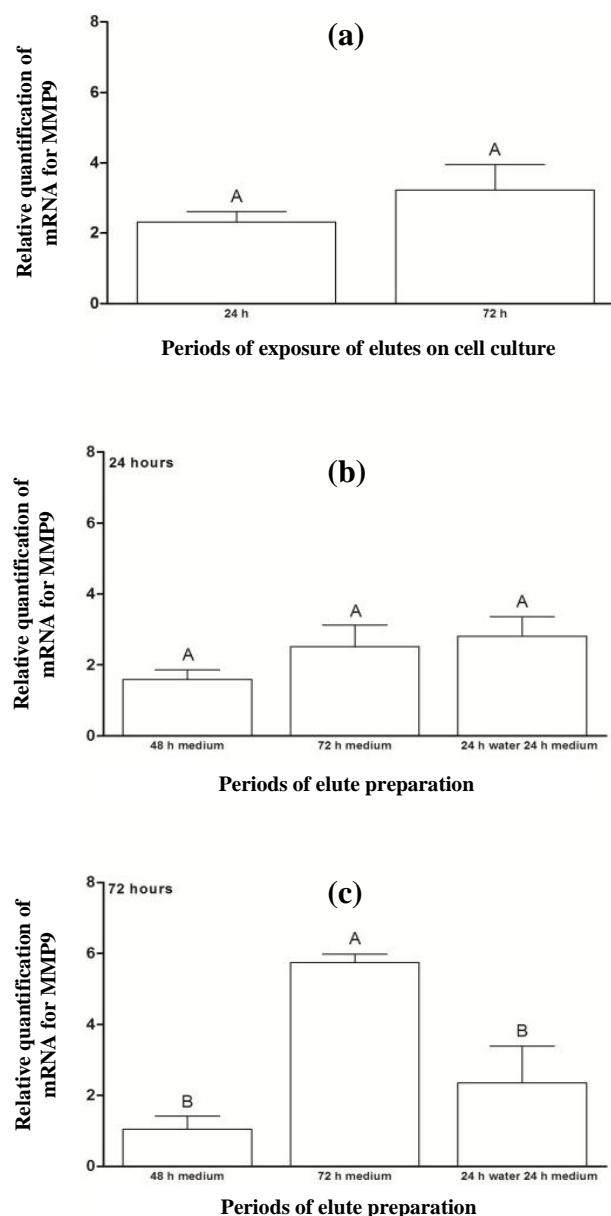 (a)
Relative quantification of
mRNA for MMP9
8
6
4
2
0
A
A
24 h
72 h
Periods of exposure of elutes on cell culture
24 hours
(b)
Relative quantification of
mRNA for MMP9
8
6
4
2
0
A
A
A
48 h medium
72 h medium
24 h water 24 h medium
Periods of elute preparation
72 hours
(c)
Relative quantification of
mRNA for MMP9
8
6
4
2
0
B
A
B
48 h medium
72 h medium
24 h water 24 h medium
Periods of elute preparation